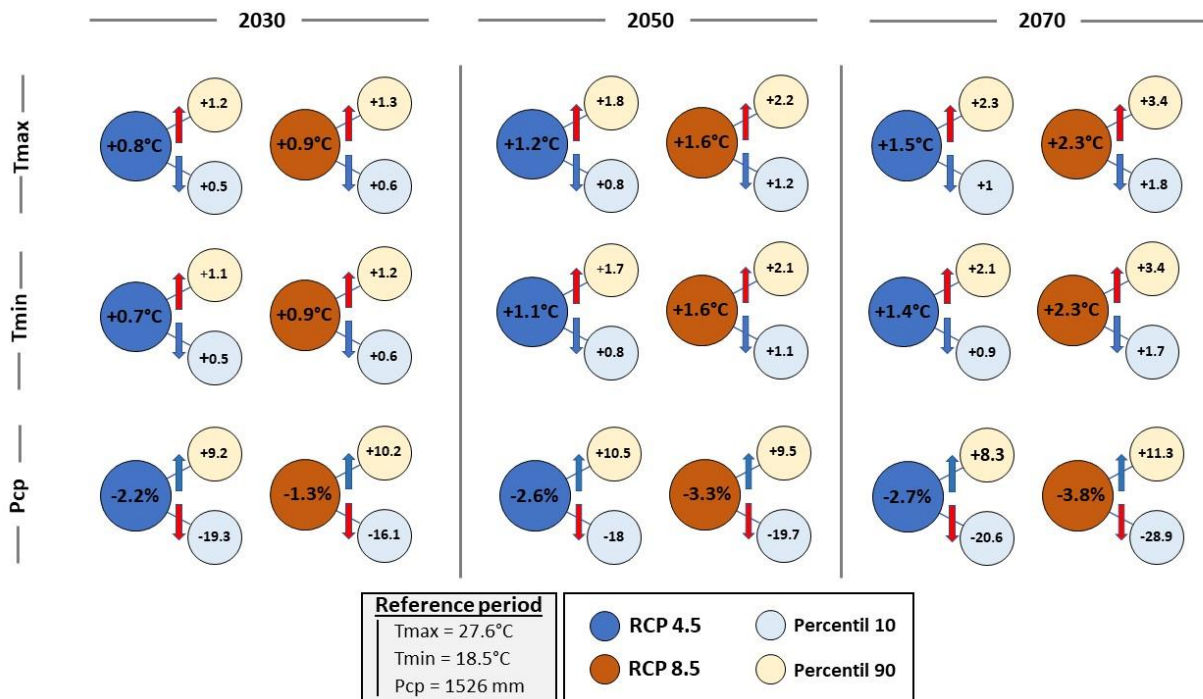 2030
2050
2070
Tmax
+0.8°C
+1.2
+0.5
+0.9°C
+1.3
+0.6
+1.2°C
+1.8
+0.8
+1.6°C
+2.2
+1.2
+1.5°C
+2.3
+1
+2.3°C
+3.4
+1.8
Tmin
+0.7°C
+1.1
+0.5
+0.9°C
+1.2
+0.6
+1.1°C
+1.7
+0.8
+1.6°C
+2.1
+1.1
+1.4°C
+2.1
+0.9
+2.3°C
+3.4
+1.7
Pcp
-2.2%
+9.2
-19.3
-1.3%
+10.2
-16.1
-2.6%
+10.5
-18
-3.3%
+9.5
-19.7
-2.7%
+8.3
-20.6
-3.8%
+11.3
-28.9
Reference period
Tmax = 27.6°C
Tmin = 18.5°C
Pcp = 1526 mm
RCP 4.5
RCP 8.5
Percentil 10
Percentil 90